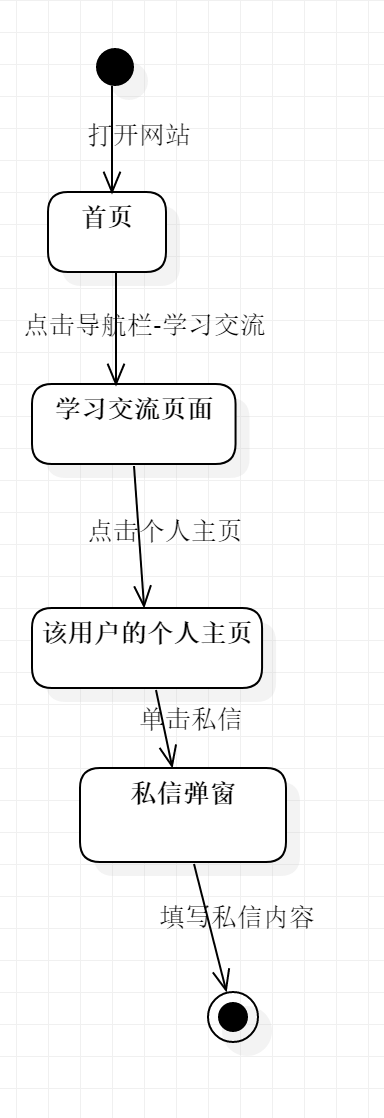 打开网站
首页
点击导航栏-学习交流
学习交流页面
点击个人主页
该用户的个人主页
单击私信
私信弹窗
填写私信内容